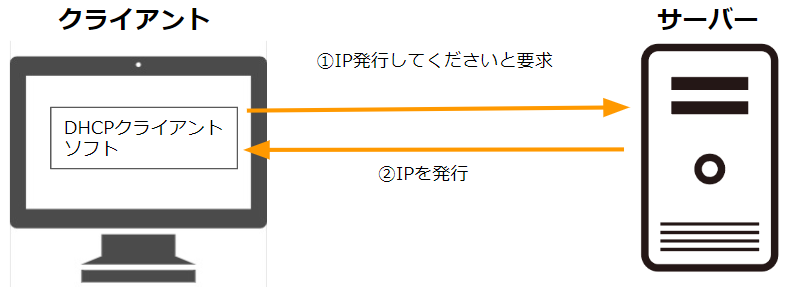 クライアント
サーバー
①IP発行してくださいと要求
DHCPクライアント
ソフト
②IPを発行